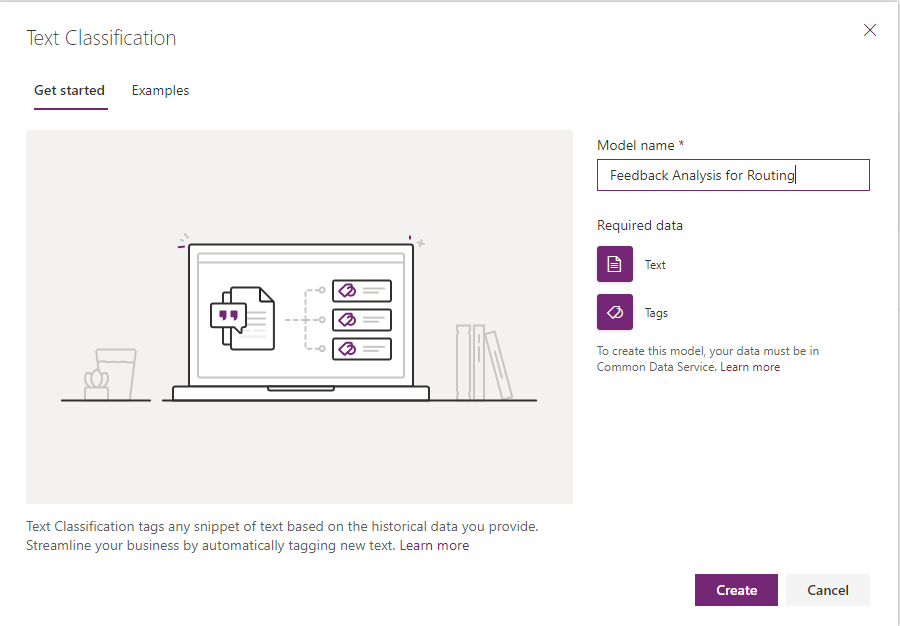 Text Classification
Get started
Examples
Model name *
Feedback Analysis for Routing
Required data
Text
Tags
To create this model, your data must be in
Common Data Service. Learn more
Text Classification tags any snippet of text based on the historical data you provide.
Streamline your business by automatically tagging new text. Learn more
Create
Cancel